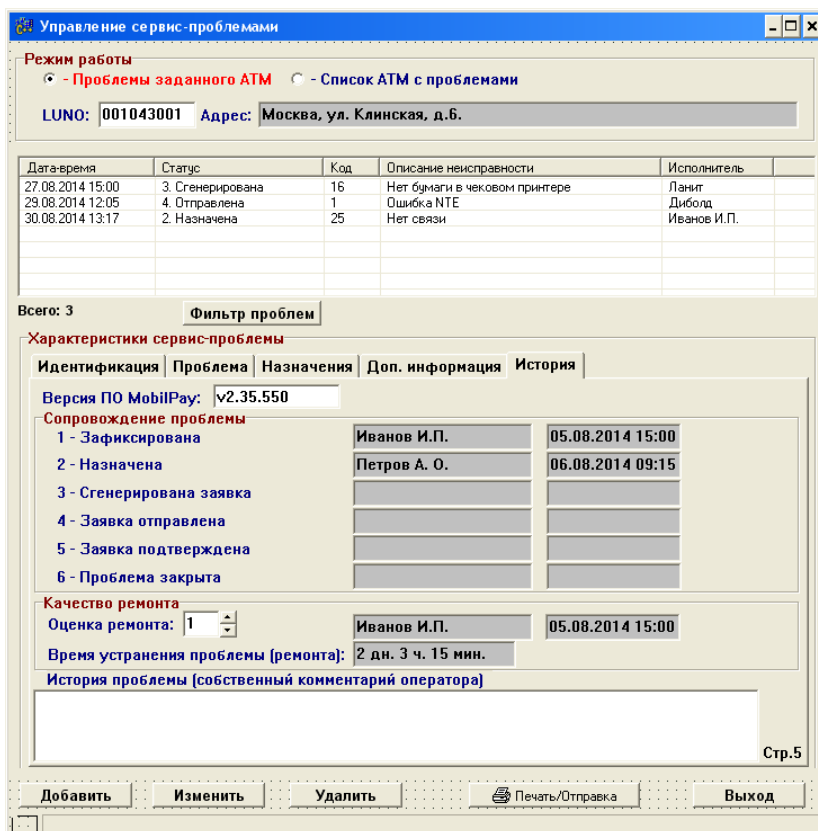 Управление сервис-проблемами
Режим работы
- Проблемы заданного АТМ - Список АТМ с проблемами
LUNO: 001043001 Адрес: Москва, ул. Клинская, д.6.
Дата-время Статус Код Описание неисправности Исполнитель
27.08.2014 15:00 3. Сгенерирована 16 Нет бумаги в чековом принтере Ланит
29.08.2014 12:05 4. Отправлена 1 Ошибка NTE Диболд
30.08.2014 13:17 2. Назначена 25 Нет связи Иванов И.П.
Всего: 3 Фильтр проблем
Характеристики сервис-проблемы
Идентификация Проблема Назначения Доп. информация История
Версия ПО MobilPay: v2.35.550
Сопровождение проблемы
1 - Зафиксирована Иванов И.П. 05.08.2014 15:00
2 - Назначена Петров А. О. 06.08.2014 09:15
3 - Сгенерирована заявка
4 - Заявка отправлена
5 - Заявка подтверждена
6 - Проблема закрыта
Качество ремонта
Оценка ремонта: 1 Иванов И.П. 05.08.2014 15:00
Время устранения проблемы (ремонта): 2 дн. 3 ч. 15 мин.
История проблемы (собственный комментарий оператора)
Стр.5
Добавить Изменить Удалить Печать/Отправка Выход